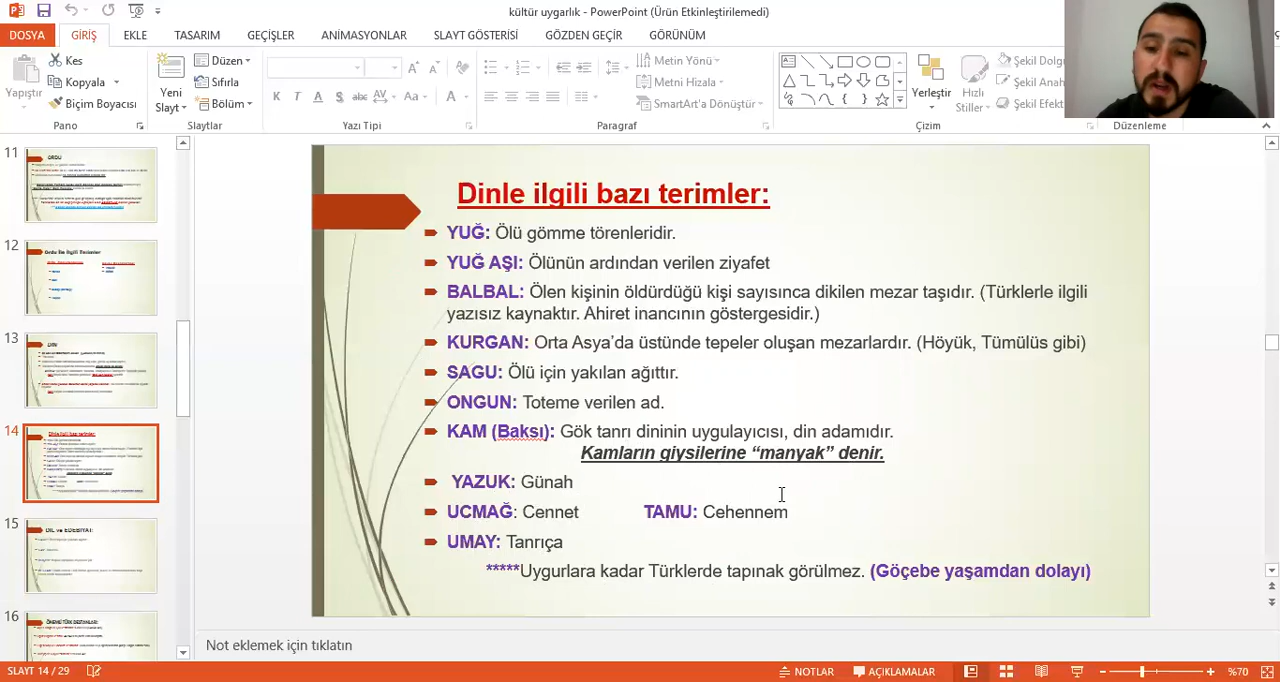 kültür uygarlık - PowerPoint (Ürün Etkinleştirilemedi)
DOSYA GİRİŞ EKLE TASARIM GEÇİŞLER ANİMASYONLAR SLAYT GÖSTERİSİ GÖZDEN GEÇİR GÖRÜNÜM
Yapıştır
Kes
Kopyala
Biçim Boyacısı
Pano
Yeni
Slayt
Düzen
Sıfırla
Bölüm
Slaytlar
K T A S abc AV Aa A
Yazı Tipi
Metin Yönü
Metni Hizala
SmartArt'a Dönüştür
Paragraf
Yerleştir
Hızlı
Stiller
Şekil Dolgu
Şekil Anaha
Şekil Efekt
Çizim
Düzenleme
11
ORDU
12
Ordu ile ilgili Terimler
13
DİN
14
Dinle ilgili bazı terimler:
15
DİL ve EDEBİYAT:
16
ÖNEMLİ TÜRK DESTANLARI:
Dinle ilgili bazı terimler:
YUĞ: Ölü gömme törenleridir.
YUĞ AŞI: Ölünün ardından verilen ziyafet
BALBAL: Ölen kişinin öldürdüğü kişi sayısınca dikilen mezar taşıdır. (Türklerle ilgili
yazısız kaynaktır. Ahiret inancının göstergesidir.)
KURGAN: Orta Asya'da üstünde tepeler oluşan mezarlardır. (Höyük, Tümülüs gibi)
SAGU: Ölü için yakılan ağıttır.
ONGUN: Toteme verilen ad.
KAM (Baksı): Gök tanrı dininin uygulayıcısı, din adamıdır.
Kamların giysilerine “manyak” denir.
YAZUK: Günah
UCMAĞ: Cennet TAMU: Cehennem
UMAY: Tanrıça
*****Uygurlara kadar Türklerde tapınak görülmez. (Göçebe yaşamdan dolayı)
Not eklemek için tıklatın
SLAYT 14 / 29 NOTLAR AÇIKLAMALAR %70